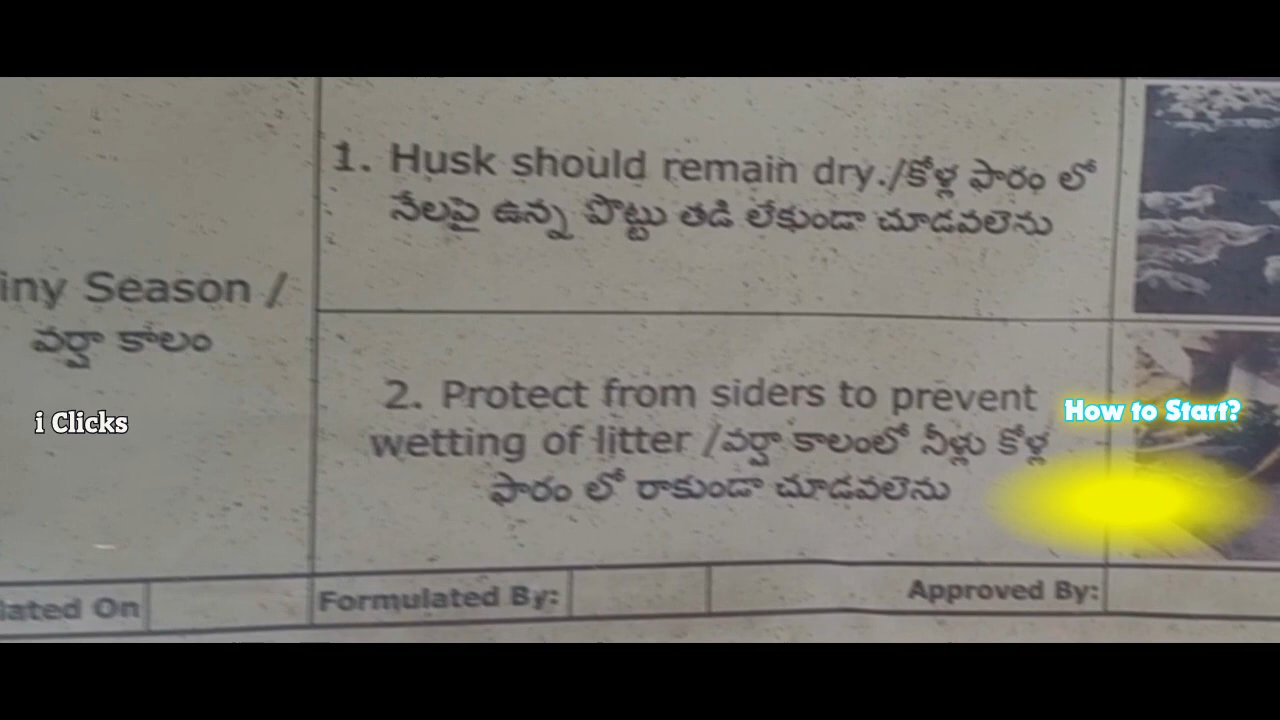 1. Husk should remain dry./కోళ్ల ఫారం లో
నేలపై ఉన్న పొట్టు తడి లేకుండా చూడవలెను
iny Season /
వర్షా కాలం
2. Protect from siders to prevent
wetting of litter /వర్షా కాలంలో నీళ్లు కోళ్ల
ఫారం లో రాకుండా చూడవలెను
i Clicks
How to Start?
lated On
Formulated By:
Approved By: